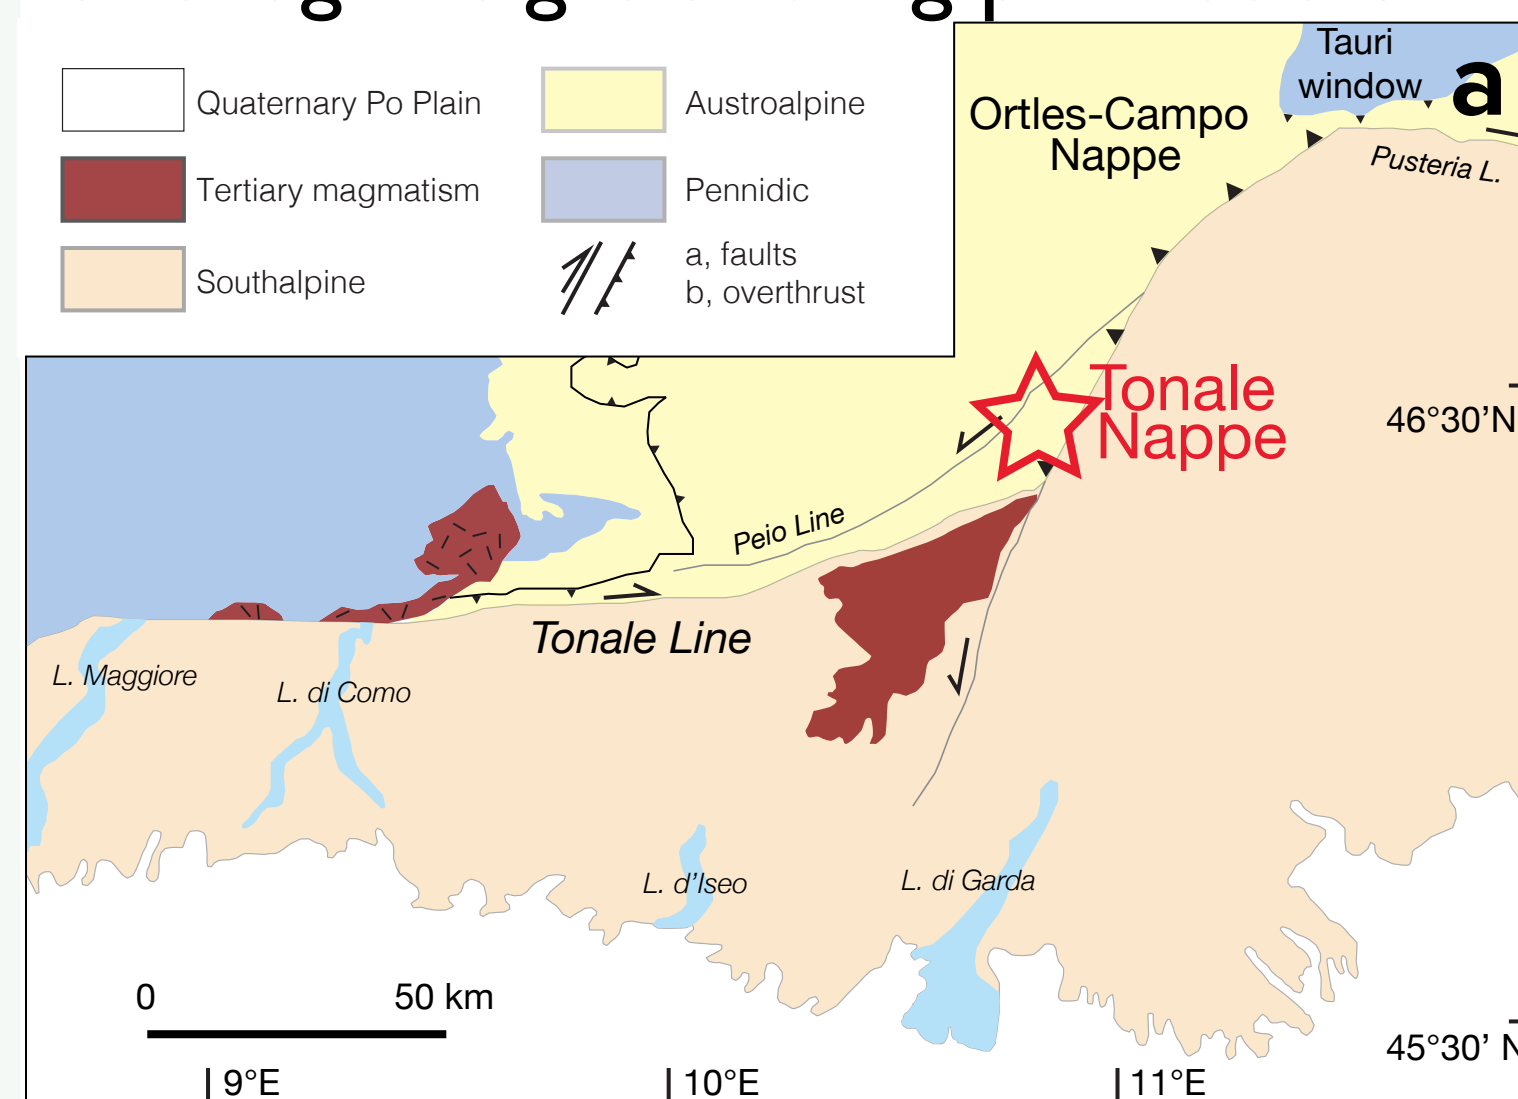 Quaternary Po Plain
Tertiary magmatism
Southalpine
Austroalpine
Pennidic
a, faults
b, overthrust
Tauri
window
a
Ortles-Campo
Nappe
Pusteria L.
Tonale
Nappe
46°30’N
Peio Line
Tonale Line
L. Maggiore
L. di Como
L. d’Iseo
L. di Garda
0
50 km
45°30’ N
9°E
10°E
11°E